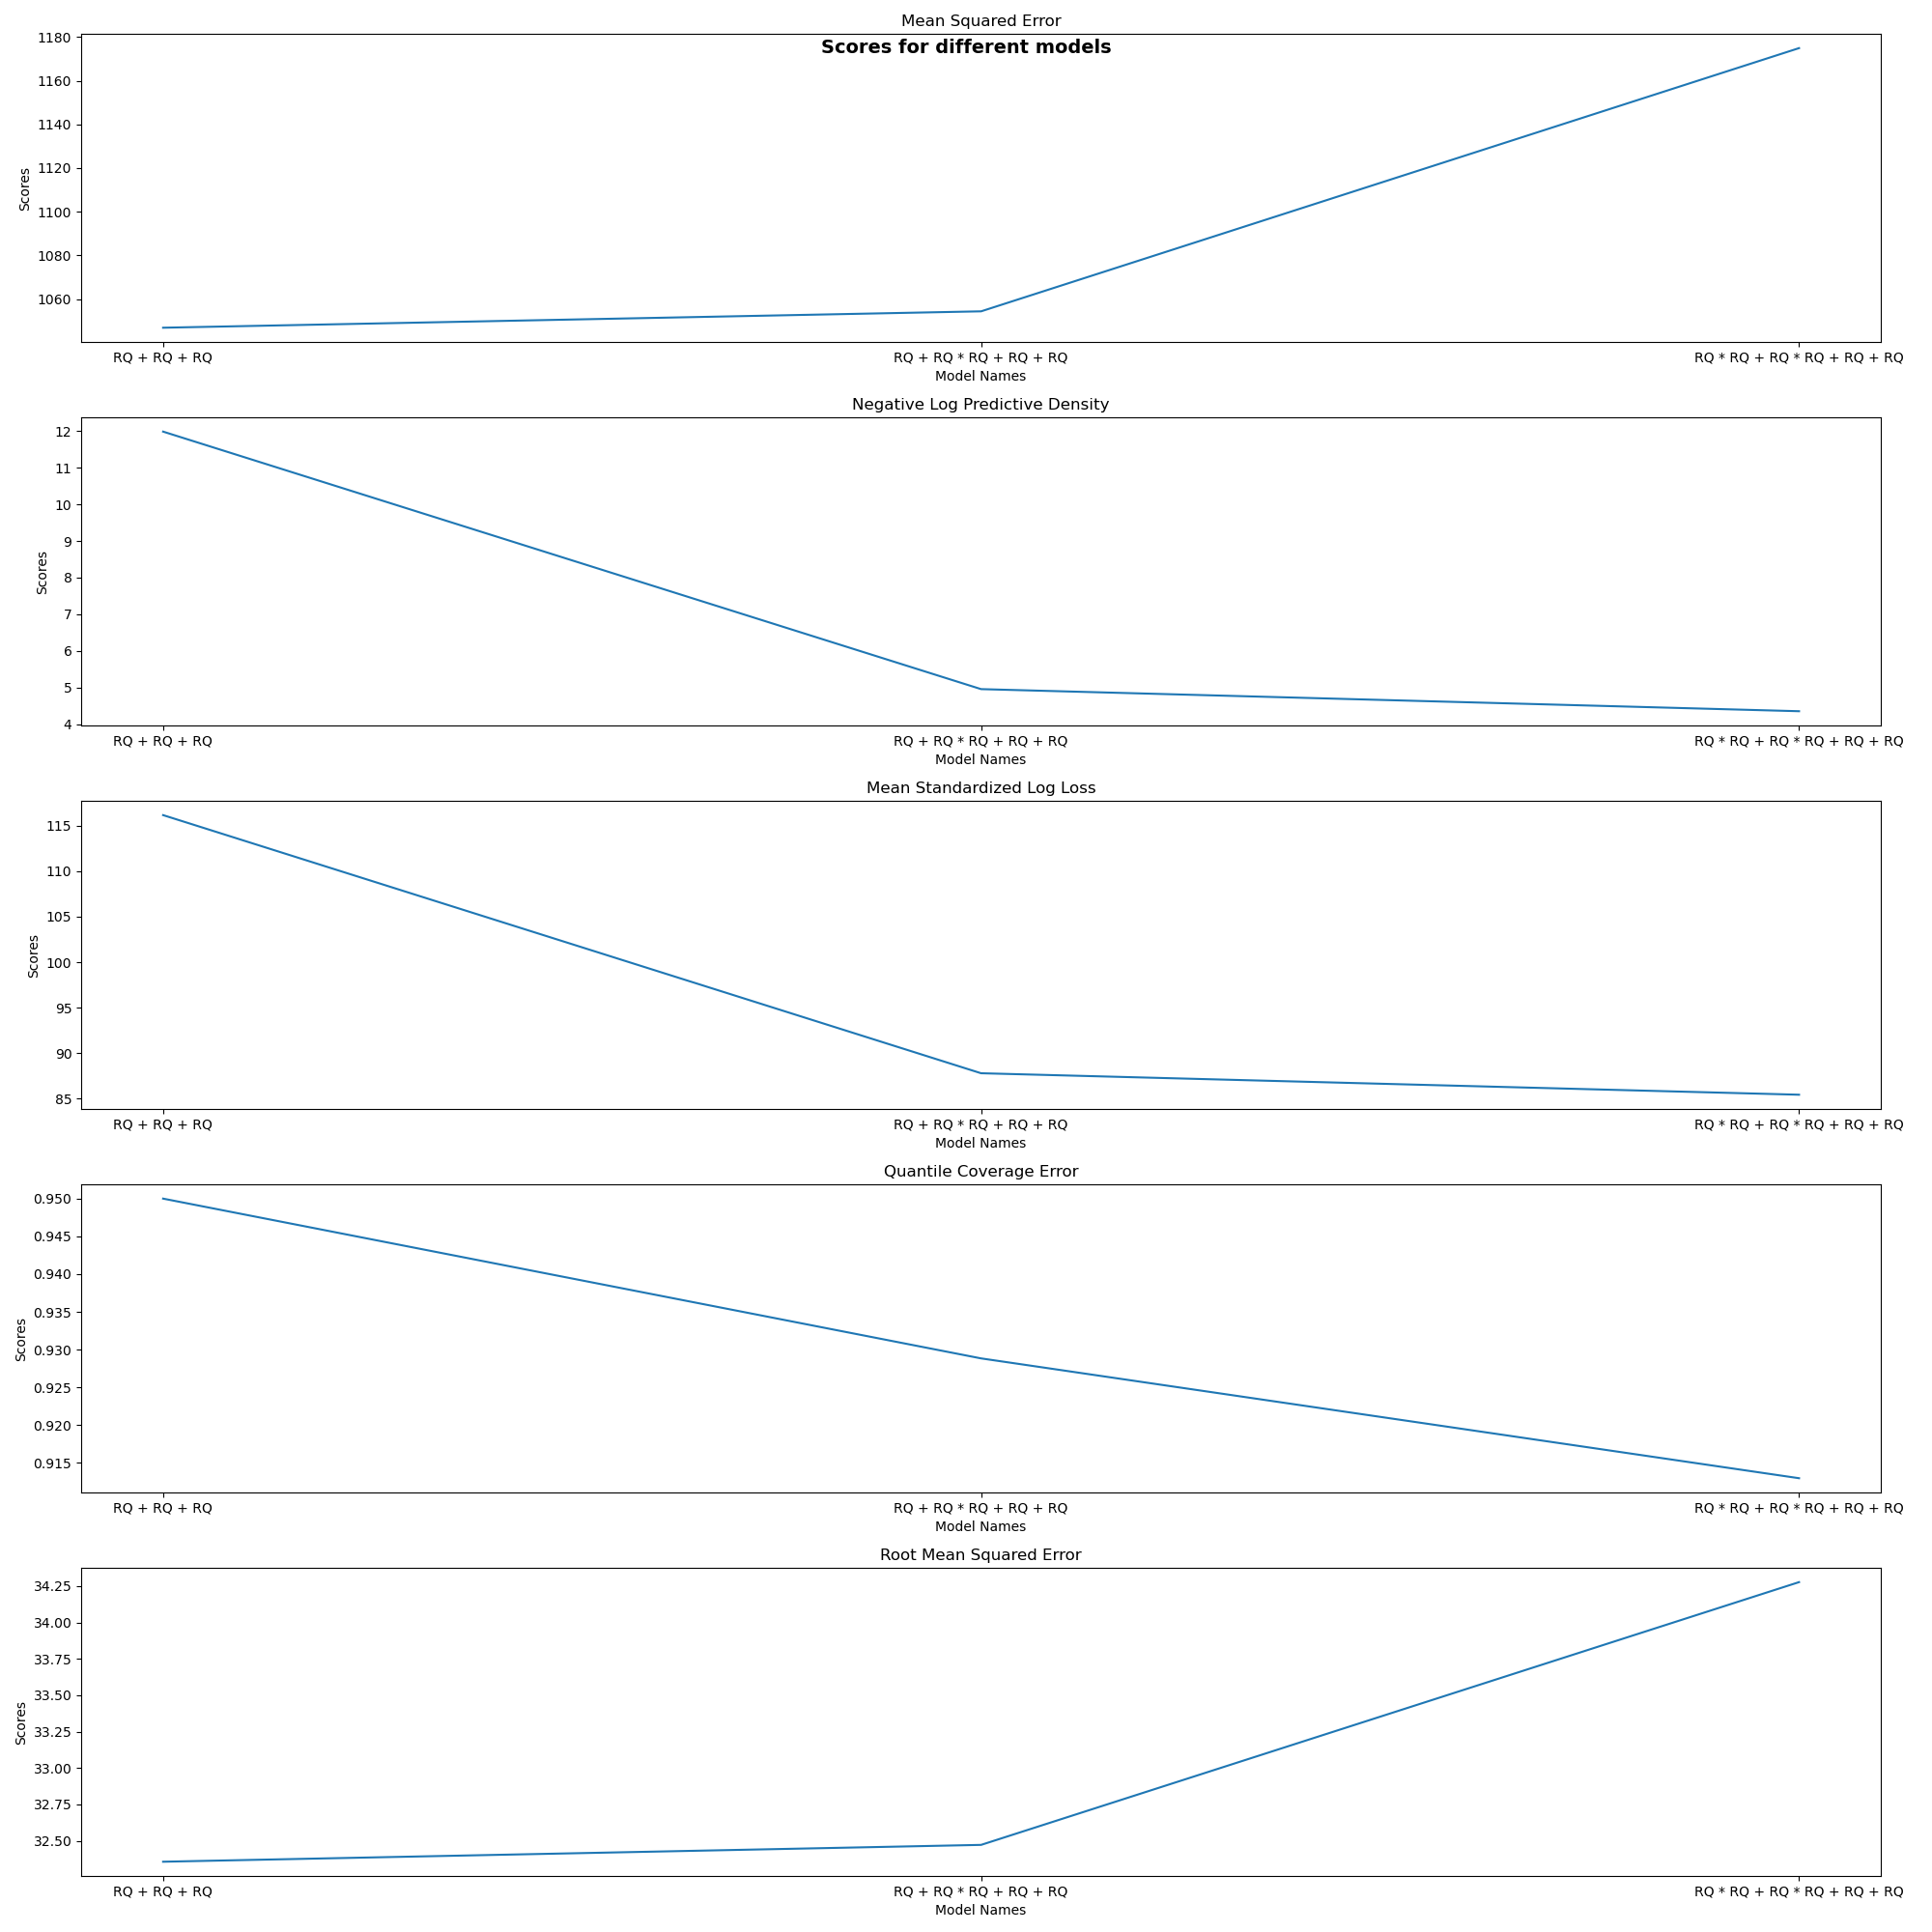 Mean Squared Error
Scores for different models
1180
1160
1140
1120
1100
1080
1060
Scores
RQ + RQ + RQ
RQ + RQ * RQ + RQ + RQ
RQ * RQ + RQ * RQ + RQ + RQ
Model Names
Negative Log Predictive Density
12
11
10
9
8
7
6
5
4
Scores
RQ + RQ + RQ
RQ + RQ * RQ + RQ + RQ
RQ * RQ + RQ * RQ + RQ + RQ
Model Names
Mean Standardized Log Loss
115
110
105
100
95
90
85
Scores
RQ + RQ + RQ
RQ + RQ * RQ + RQ + RQ
RQ * RQ + RQ * RQ + RQ + RQ
Model Names
Quantile Coverage Error
0.950
0.945
0.940
0.935
0.930
0.925
0.920
0.915
Scores
RQ + RQ + RQ
RQ + RQ * RQ + RQ + RQ
RQ * RQ + RQ * RQ + RQ + RQ
Model Names
Root Mean Squared Error
34.25
34.00
33.75
33.50
33.25
33.00
32.75
32.50
Scores
RQ + RQ + RQ
RQ + RQ * RQ + RQ + RQ
RQ * RQ + RQ * RQ + RQ + RQ
Model Names